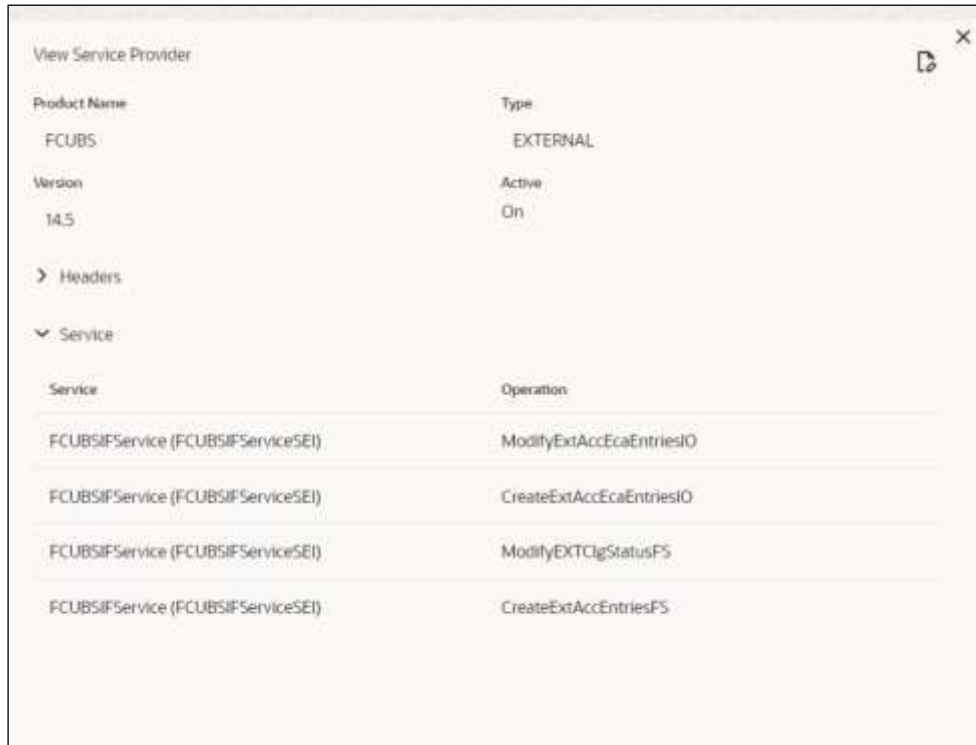 View Service Provider
Product Name Type
FCUBS EXTERNAL
Version Active
14.5 On
Headers
Service
Service Operation
FCUBSIFService (FCUBSIFServiceSEI) ModifyExtAccEcaEntriesIO
FCUBSIFService (FCUBSIFServiceSEI) CreateExtAccEcaEntriesIO
FCUBSIFService (FCUBSIFServiceSEI) ModifyEXTClgStatusFS
FCUBSIFService (FCUBSIFServiceSEI) CreateExtAccEntriesFS